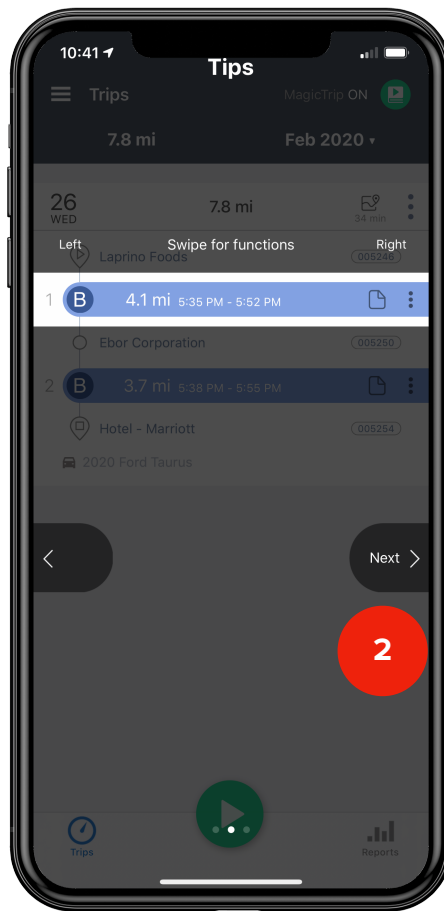 10:41
Tips
Trips MagicTrip ON
7.8 mi Feb 2020
26 7.8 mi
WED 34 min
Left Swipe for functions Right
Laprino Foods 005246
1 B 4.1 mi 5:35 PM - 5:52 PM
Ebor Corporation 005250
2 B 3.7 mi 5:38 PM - 5:55 PM
Hotel - Marriott 005254
2020 Ford Taurus
Next
2
Trips Reports